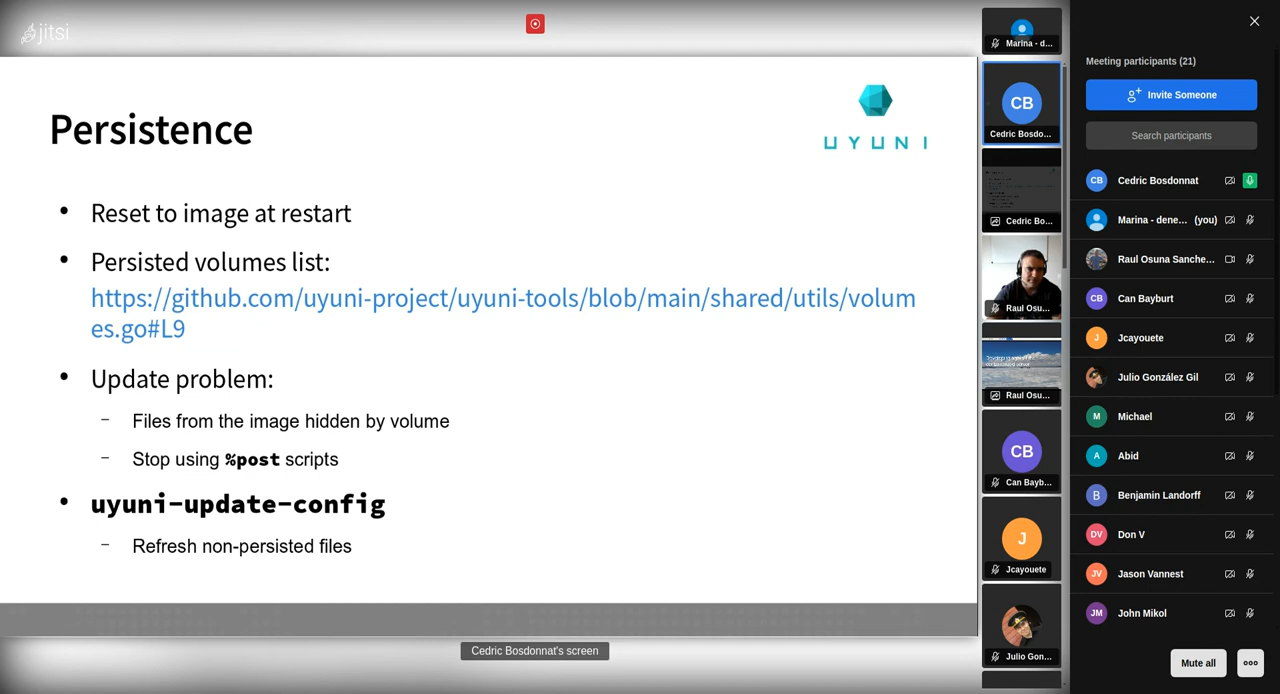 jitsi
Persistence
UYUNI
• Reset to image at restart
• Persisted volumes list:
https://github.com/uyuni-project/uyuni-tools/blob/main/shared/utils/volum
es.go#L9
• Update problem:
– Files from the image hidden by volume
– Stop using %post scripts
• uyuni-update-config
– Refresh non-persisted files
Cedric Bosdonnat's screen
Marina - d...
CB
Cedric Bosdo...
Cedric Bo...
Raul Osu...
Raul Osu...
CB
Can Bayb...
J
Jcayouete
Julio Gon...
Meeting participants (21)
Invite Someone
Search participants
CB Cedric Bosdonnat
Marina - dene... (you)
Raul Osuna Sanche...
CB Can Bayburt
J Jcayouete
Julio González Gil
M Michael
A Abid
B Benjamin Landorff
DV Don V
JV Jason Vannest
JM John Mikol
Mute all